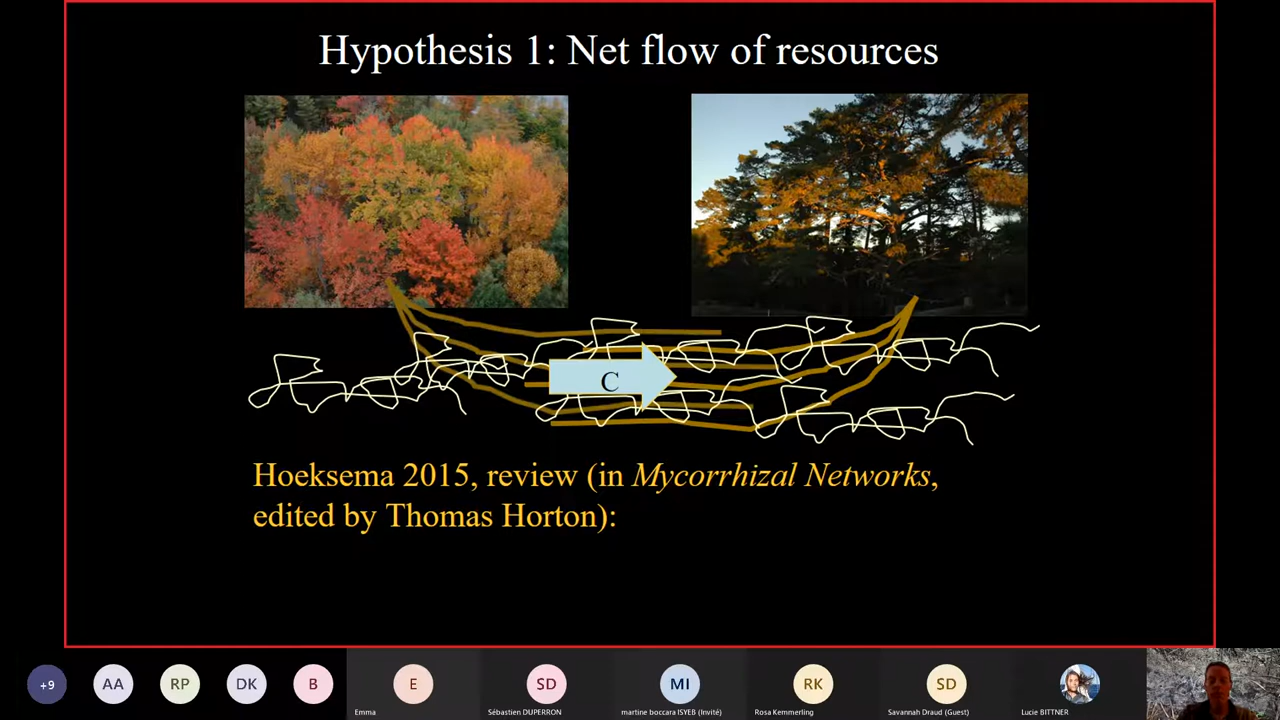 Hypothesis 1: Net flow of resources
C
Hoeksema 2015, review (in Mycorrhizal Networks,
edited by Thomas Horton):
+9
AA
RP
DK
B
E
SD
MI
RK
SD
Emma
Sébastien DUPERRON
martine boccara ISYEB (Invité)
Rosa Kemmerling
Savannah Draud (Guest)
Lucie BITTNER